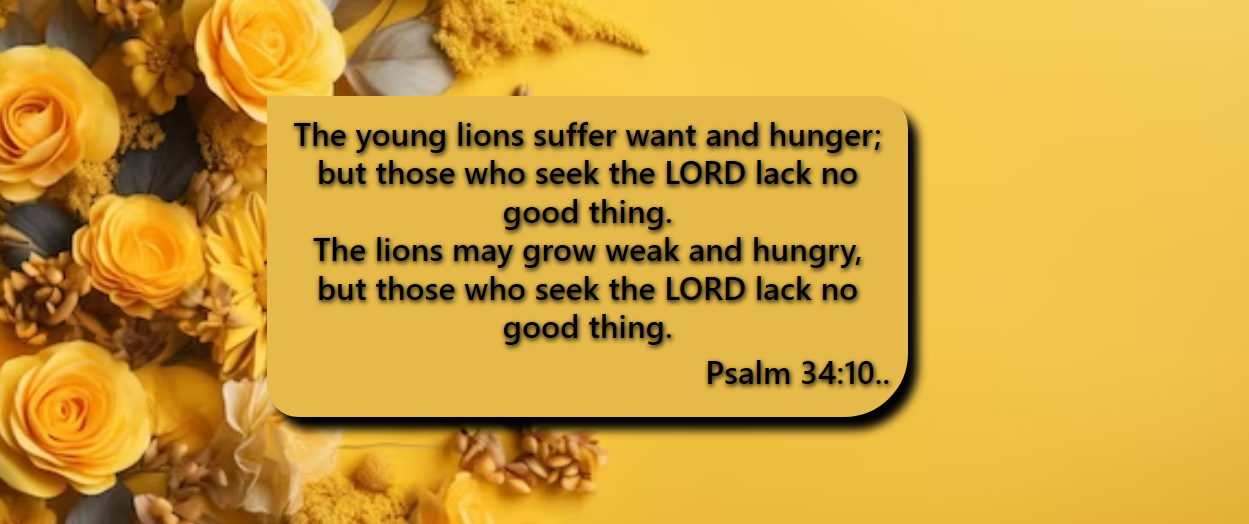 The young lions suffer want and hunger;
but those who seek the LORD lack no
good thing.
The lions may grow weak and hungry,
but those who seek the LORD lack no
good thing.
Psalm 34:10..